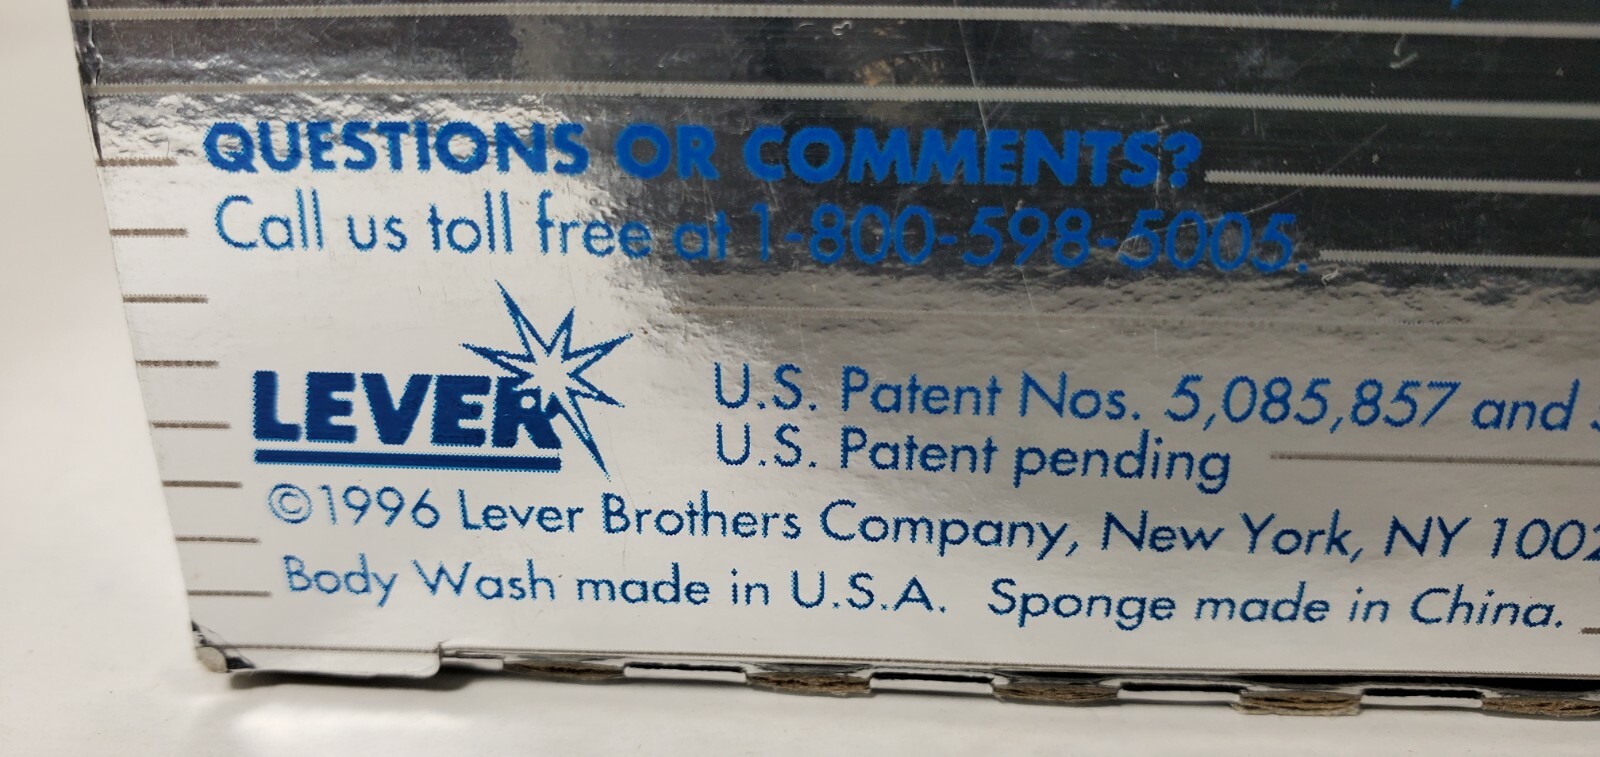 QUESTIONS OR COMMENTS?
Call us toll free at 1-800-598-5005.
LEVER
U.S. Patent Nos. 5,085,857 and
U.S. Patent pending
©1996 Lever Brothers Company, New York, NY
Body Wash made in U.S.A. Sponge made in China.